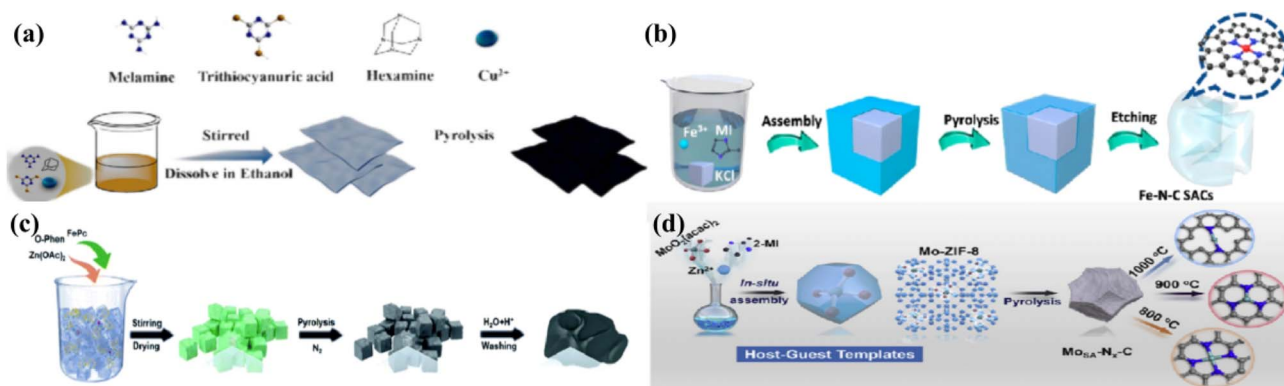 (a)
Melamine
Trithiocyanuric acid
Hexamine
Cu²⁺
Stirred
Dissolve in Ethanol
Pyrolysis
(b)
Fe³⁺
MI
KCl
Assembly
Pyrolysis
Etching
Fe-N-C SACs
(c)
O-Phen
FePc
Zn(OAc)₂
Stirring
Drying
Pyrolysis
N₂
H₂O+H⁺
Washing
(d)
MoO₂(acac)₂
2-MI
Zn²⁺
In-situ
assembly
Mo-ZIF-8
Host-Guest Templates
Pyrolysis
Mo_SA-Nₓ-C
1000 °C
900 °C
800 °C